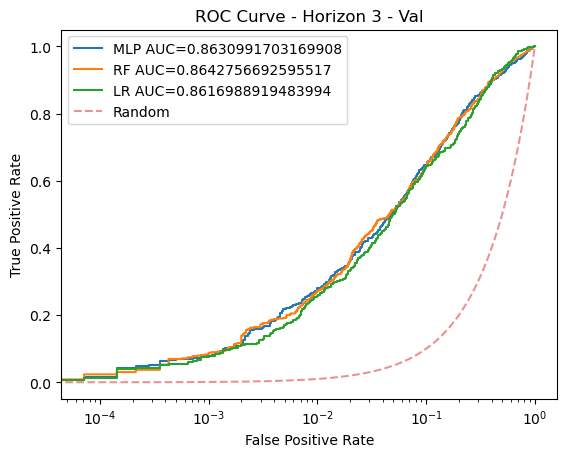 ROC Curve - Horizon 3 - Val
MLP AUC=0.8630991703169908
RF AUC=0.8642756692595517
LR AUC=0.8616988919483994
Random
True Positive Rate
1.0
0.8
0.6
0.4
0.2
0.0
10⁻⁴ 10⁻³ 10⁻² 10⁻¹ 10⁰
False Positive Rate